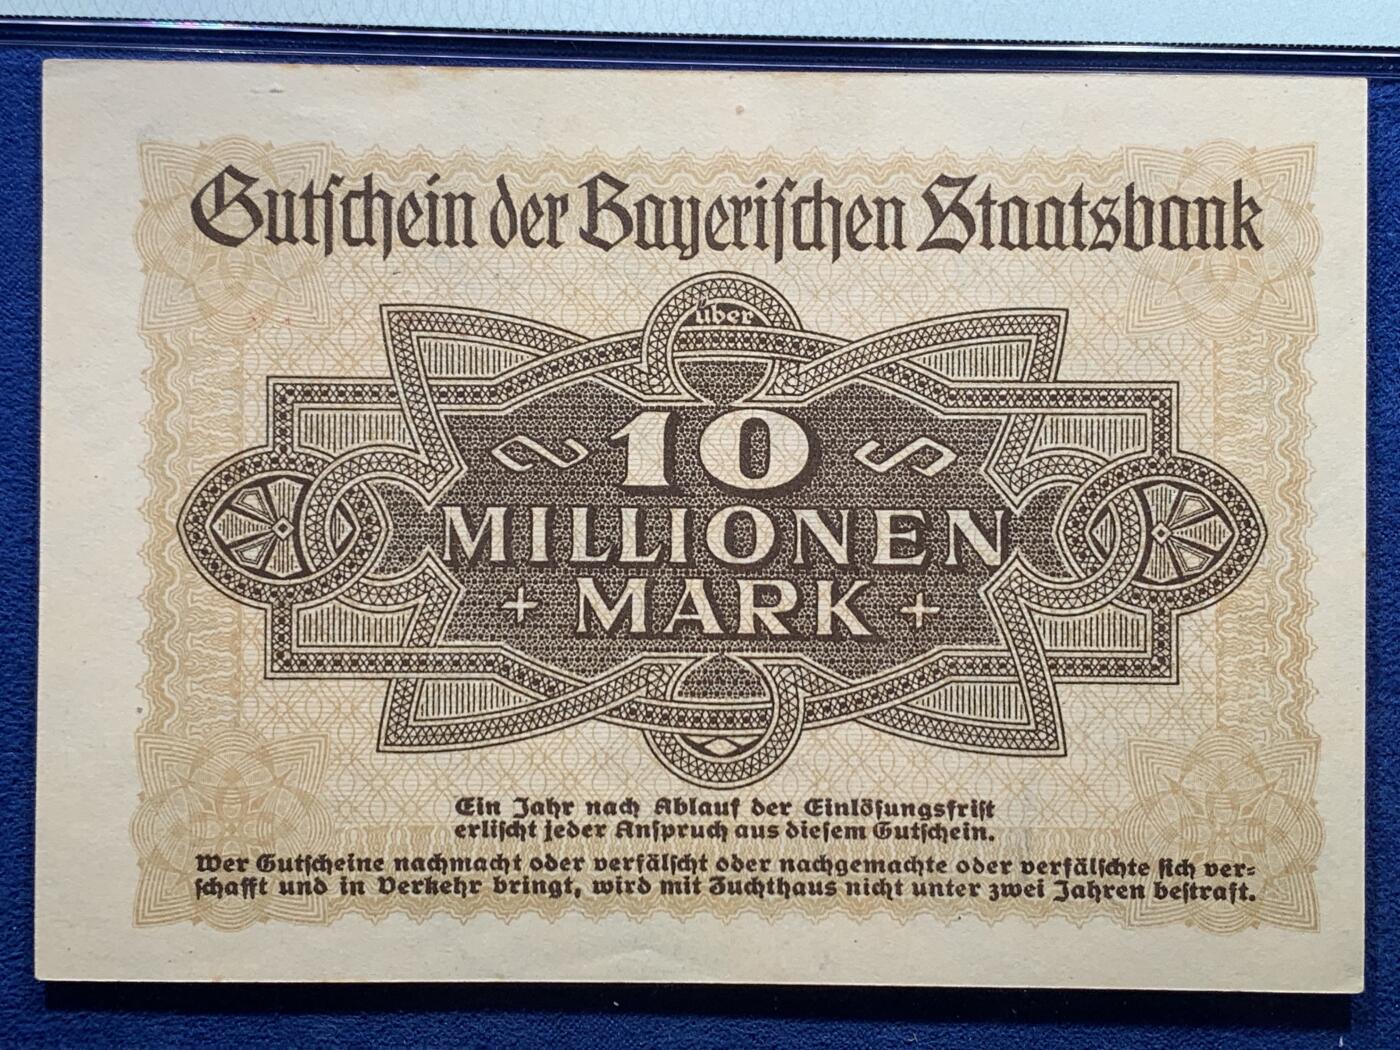 Gutschein der Bayerischen Staatsbank
über
10
MILLIONEN
+ MARK +
Ein Jahr nach Ablauf der Einlösungsfrist
erlischt jeder Anspruch aus diesem Gutschein.
Wer Gutscheine nachmacht oder verfälscht oder nachgemachte oder verfälschte sich ver-
schafft und in Verkehr bringt, wird mit Zuchthaus nicht unter zwei Jahren bestraft.